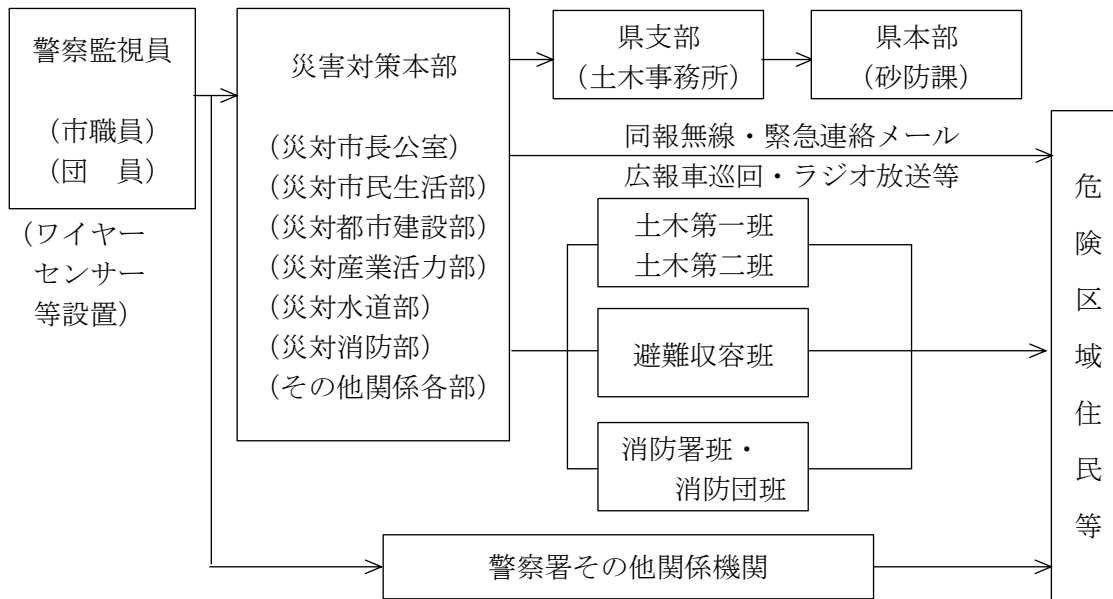 警察監視員
（市職員）
（団　員）
（ワイヤー
センサー
等設置）
災害対策本部
（災対市長公室）
（災対市民生活部）
（災対都市建設部）
（災対産業活力部）
（災対水道部）
（災対消防部）
（その他関係各部）
県支部
（土木事務所）
県本部
（砂防課）
同報無線・緊急連絡メール
広報車巡回・ラジオ放送等
土木第一班
土木第二班
避難収容班
消防署班・
消防団班
警察署その他関係機関
危険区域住民等